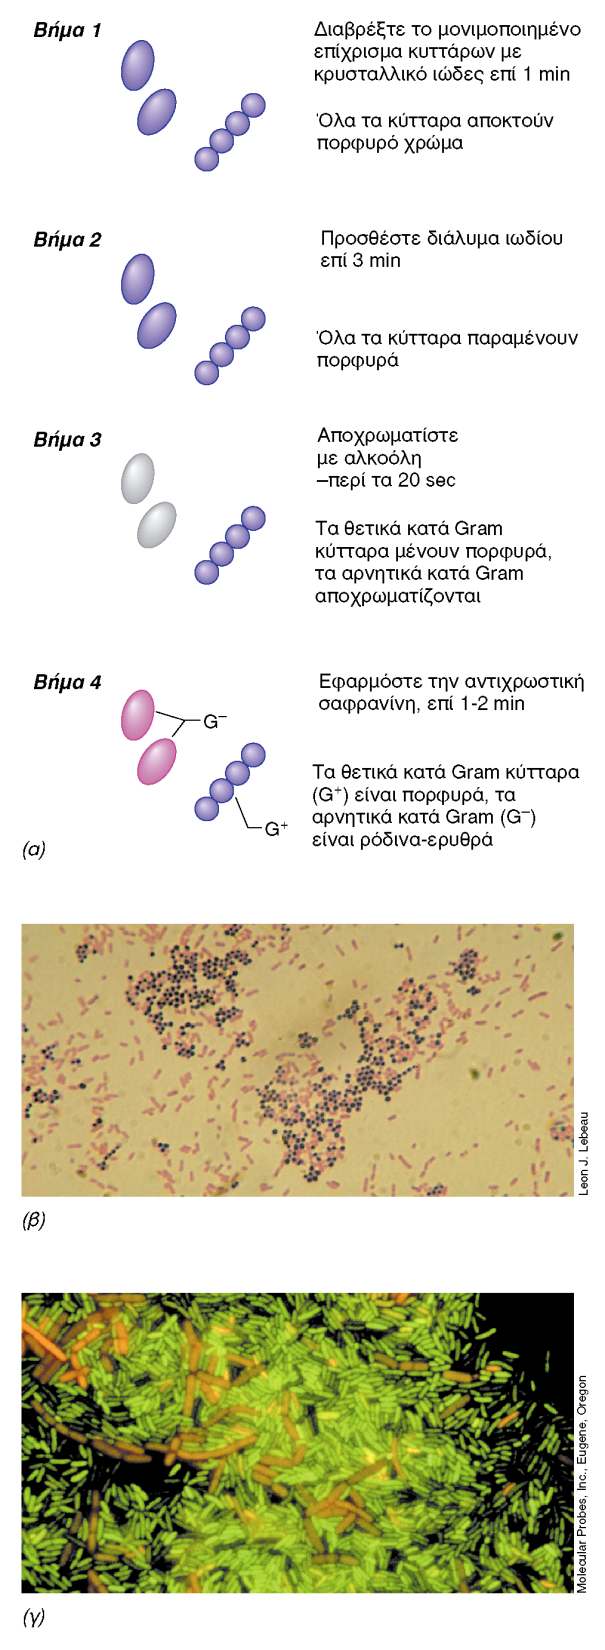 Βήμα 1
Διαβρέξτε το μονιμοποιημένο
επίχρισμα κυττάρων με
κρυσταλλικό ιώδες επί 1 min
Όλα τα κύτταρα αποκτούν
πορφυρό χρώμα
Βήμα 2
Προσθέστε διάλυμα ιωδίου
επί 3 min
Όλα τα κύτταρα παραμένουν
πορφυρά
Βήμα 3
Αποχρωματίστε
με αλκοόλη
–περί τα 20 sec
Τα θετικά κατά Gram
κύτταρα μένουν πορφυρά,
τα αρνητικά κατά Gram
αποχρωματίζονται
Βήμα 4
Εφαρμόστε την αντιχρωστική
σαφρανίνη, επί 1-2 min
G⁻
Τα θετικά κατά Gram κύτταρα
(G⁺) είναι πορφυρά, τα
αρνητικά κατά Gram (G⁻)
είναι ρόδινα-ερυθρά
G⁺
(α)
Leon J. Lebeau
(β)
Molecular Probes, Inc., Eugene, Oregon
(γ)